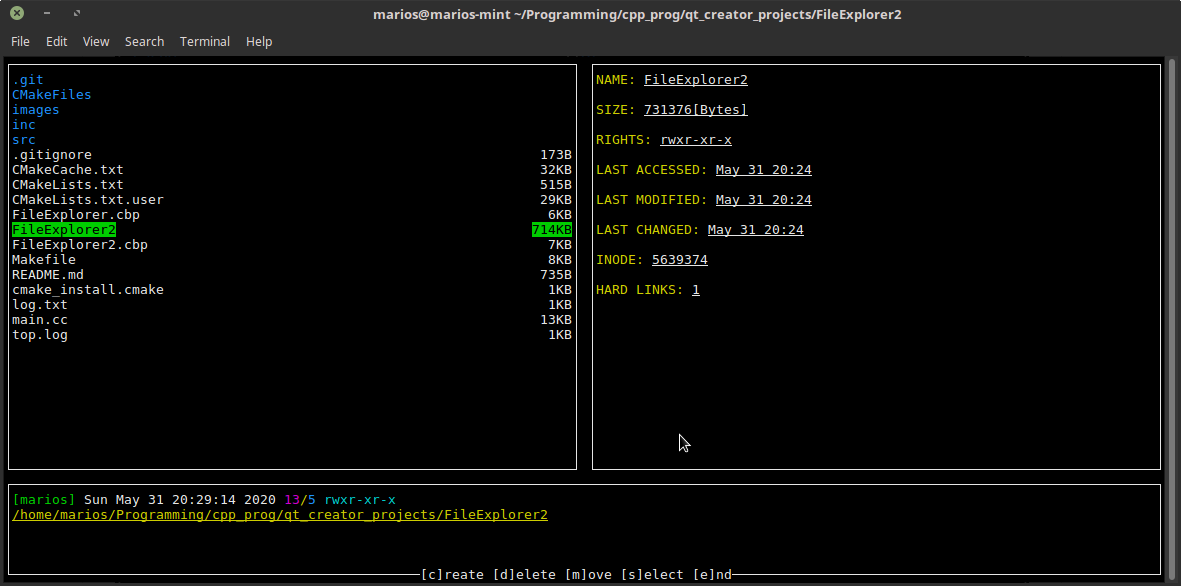 marios@marios-mint ~/Programming/cpp_prog/qt_creator_projects/FileExplorer2
File Edit View Search Terminal Help
.git
CMakeFiles
images
inc
src
.gitignore 173B
CMakeCache.txt 32KB
CMakeLists.txt 515B
CMakeLists.txt.user 29KB
FileExplorer.cbp 6KB
FileExplorer2 714KB
FileExplorer2.cbp 7KB
Makefile 8KB
README.md 735B
cmake_install.cmake 1KB
log.txt 1KB
main.cc 13KB
top.log 1KB
NAME: FileExplorer2
SIZE: 731376[Bytes]
RIGHTS: rwxr-xr-x
LAST ACCESSED: May 31 20:24
LAST MODIFIED: May 31 20:24
LAST CHANGED: May 31 20:24
INODE: 5639374
HARD LINKS: 1
[marios] Sun May 31 20:29:14 2020 13/5 rwxr-xr-x
/home/marios/Programming/cpp_prog/qt_creator_projects/FileExplorer2
[c]reate [d]elete [m]ove [s]elect [e]nd